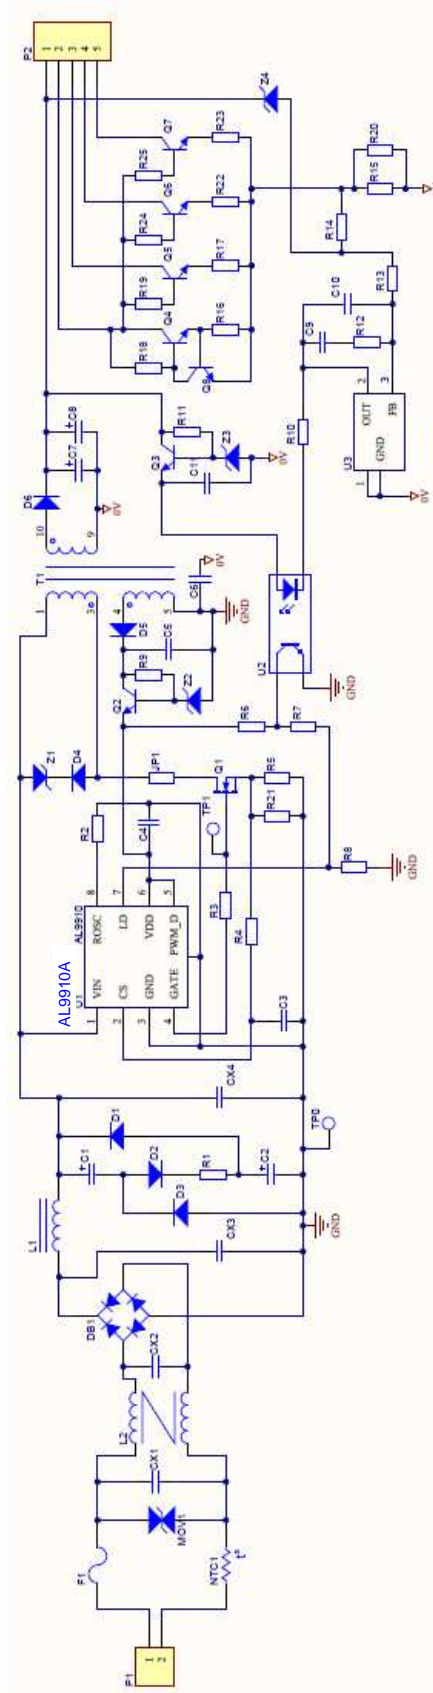 P1
1
2
F1
NTC1
t°
MOV1
CX1
L2
CX2
DB1
L1
CX3
GND
C1
D1
D2
D3
R1
C2
TP0
CX4
AL9910A
U1
AL9910
VIN
CS
GND
GATE
ROSC
LD
VDD
PWM_D
1
2
3
4
8
7
6
5
C3
R2
C4
R3
R4
TP1
Q1
JP1
R21
R5
R8
GND
Z1
D4
R6
R7
Q2
R9
Z2
D5
C5
GND
C6
0V
T1
1
3
4
5
10
9
D6
C7
C8
0V
U2
GND
Q3
R11
C11
Z3
0V
R10
U3
OUT
GND
FB
1
2
3
0V
C9
R12
C10
R13
R14
R15
R20
Z4
R18
Q4
Q8
R16
R19
Q5
R17
R24
Q6
R22
R25
Q7
R23
P2
1
2
3
4
5